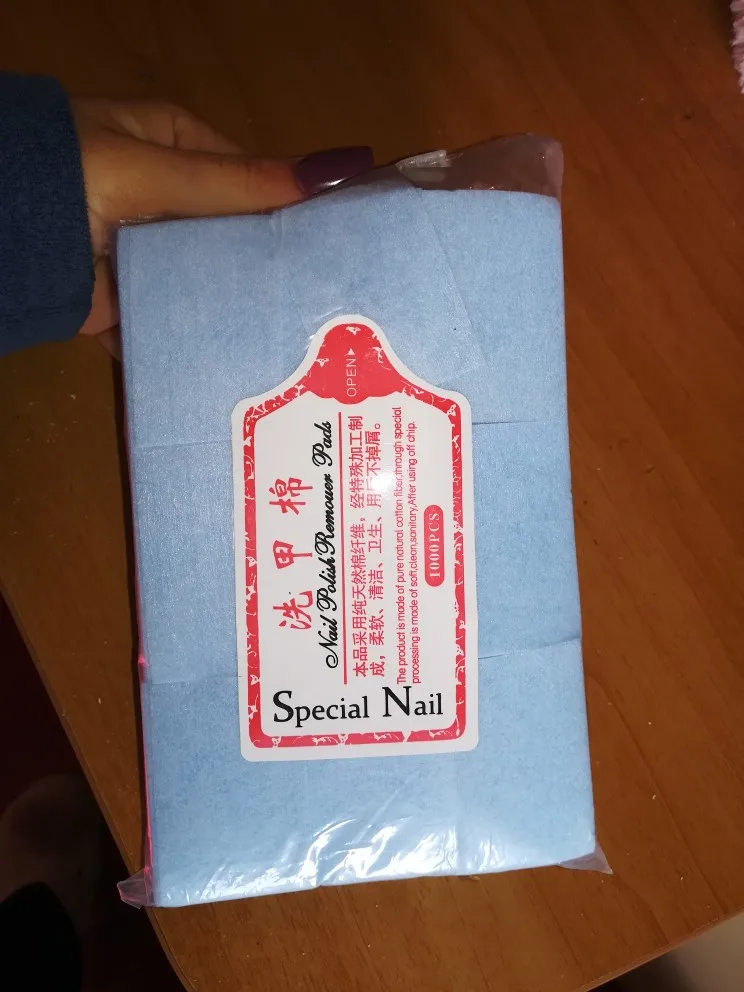 OPEN
洗甲棉
Nail Polish Remouer Pads
本品采用纯天然棉纤维，经特殊加工制
成，柔软、清洁、卫生、用后不掉屑。
The product is made of pure natural cotton fiber,through special
processing is made of soft,clean,sanitary,After using off chip.
1000PCS
Special Nail